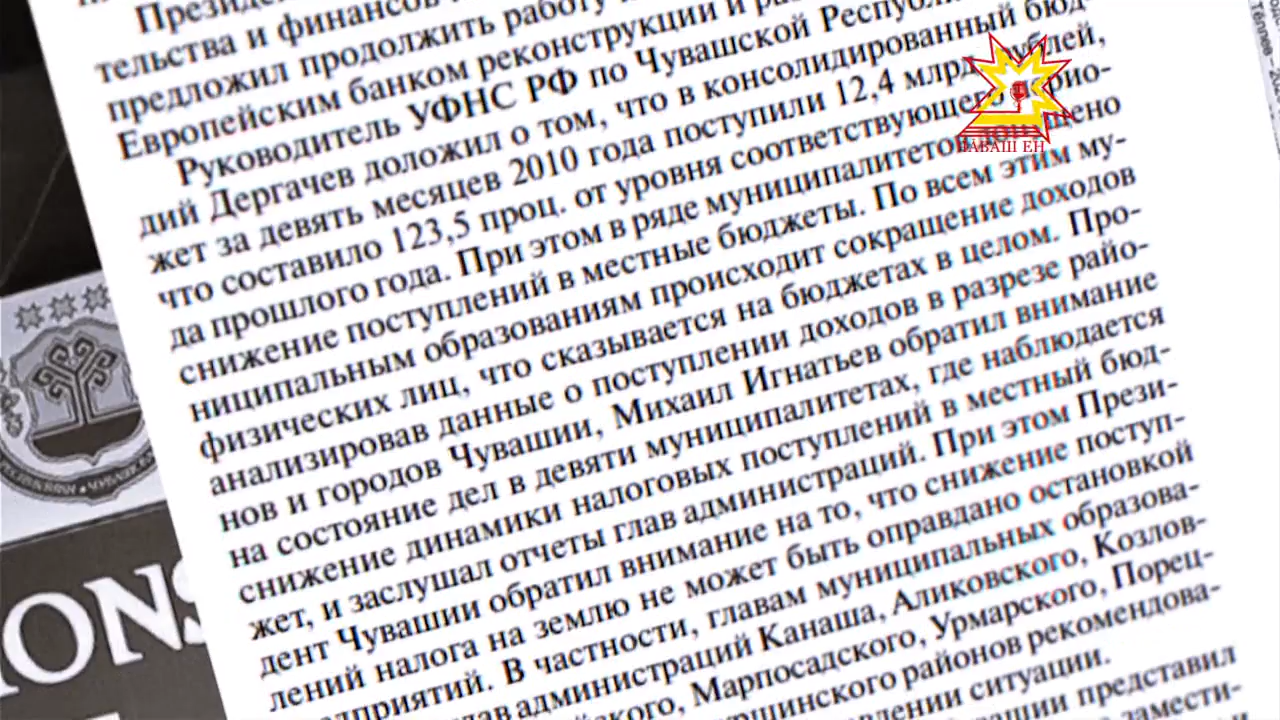 Президен
тельства и финансов
предложил продолжить работу
Европейским банком реконструкции и
Руководитель УФНС РФ по Чувашской
дий Дергачев доложил о том, что в консолидированный бюд-
жет за девять месяцев 2010 года поступили 12,4 млрд рублей,
что составило 123,5 проц. от уровня соответствующего перио-
да прошлого года. При этом в ряде муниципалитетов допущено
снижение поступлений в местные бюджеты. По всем этим му-
ниципальным образованиям происходит сокращение доходов
физических лиц, что сказывается на бюджетах в целом. Про-
анализировав данные о поступлении доходов в разрезе райо-
нов и городов Чувашии, Михаил Игнатьев обратил внимание
на состояние дел в девяти муниципалитетах, где наблюдается
снижение динамики налоговых поступлений в местный бюд-
жет, и заслушал отчеты глав администраций. При этом Прези-
дент Чувашии обратил внимание на то, что снижение поступ-
лений налога на землю не может быть оправдано остановкой
предприятий. В частности, главам муниципальных образова-
глав администраций Канаша, Аликовского, Козлов-
ского, Марпосадского, Урмарского, Порец-
районов рекомендова-
ситуации.
представил
замести-
ЧӐВАШ ЕН
IONS